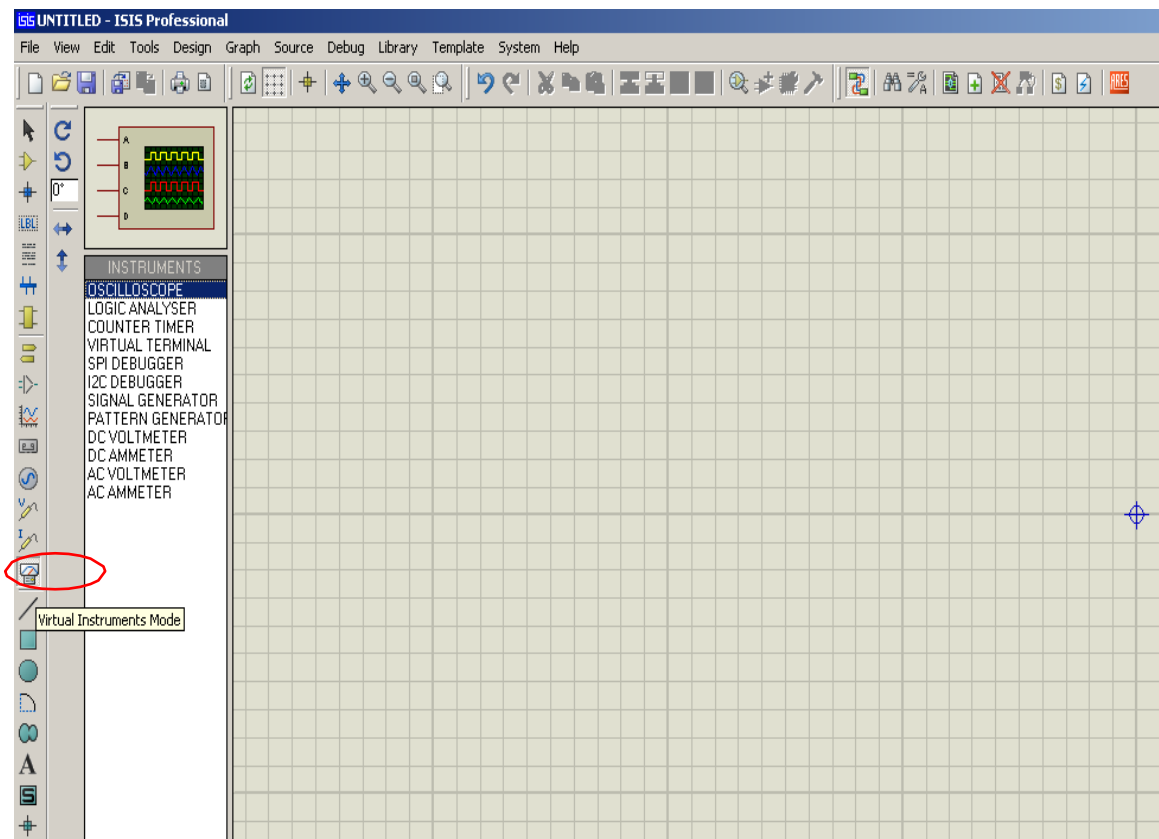 isis UNTITLED - ISIS Professional
File View Edit Tools Design Graph Source Debug Library Template System Help
A
B
C
D
0°
LBL
INSTRUMENTS
OSCILLOSCOPE
LOGIC ANALYSER
COUNTER TIMER
VIRTUAL TERMINAL
SPI DEBUGGER
I2C DEBUGGER
SIGNAL GENERATOR
PATTERN GENERATOR
DC VOLTMETER
DC AMMETER
AC VOLTMETER
AC AMMETER
V
I
Virtual Instruments Mode
A
S